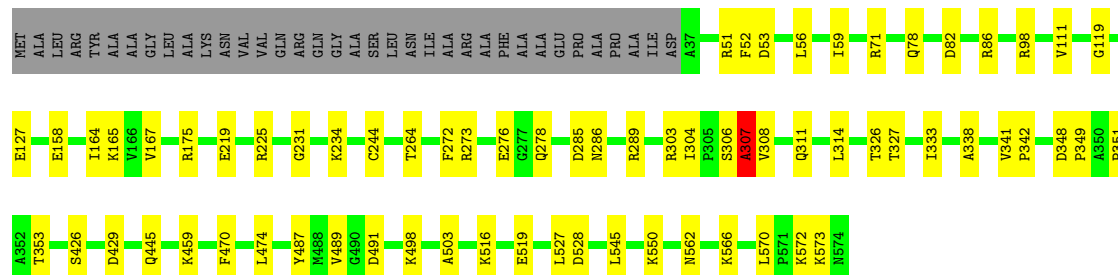 MET ALA LEU ARG TYR ALA ALA GLY LEU ALA LYS ASN VAL VAL GLN ARG GLN GLY ALA SER LEU ASN ILE ALA ARG ALA PHE ALA ALA GLU PRO ALA PRO ALA ILE ASP A37 R51 F52 D53 L56 I59 R71 Q78 D82 R86 R98 V111 G119
E127 E158 I164 K165 V166 V167 R175 E219 R225 G231 K234 C244 T264 F272 R273 E276 G277 Q278 D285 N286 R289 R303 I304 P305 S306 A307 V308 Q311 L314 T326 T327 I333 A338 V341 P342 D348 P349 A350
A352 T353 S426 D429 Q445 K459 F470 L474 Y487 M488 V489 G490 D491 K498 A503 K516 E519 L527 D528 L545 K550 N562 K566 L570 P571 K572 K573 N574